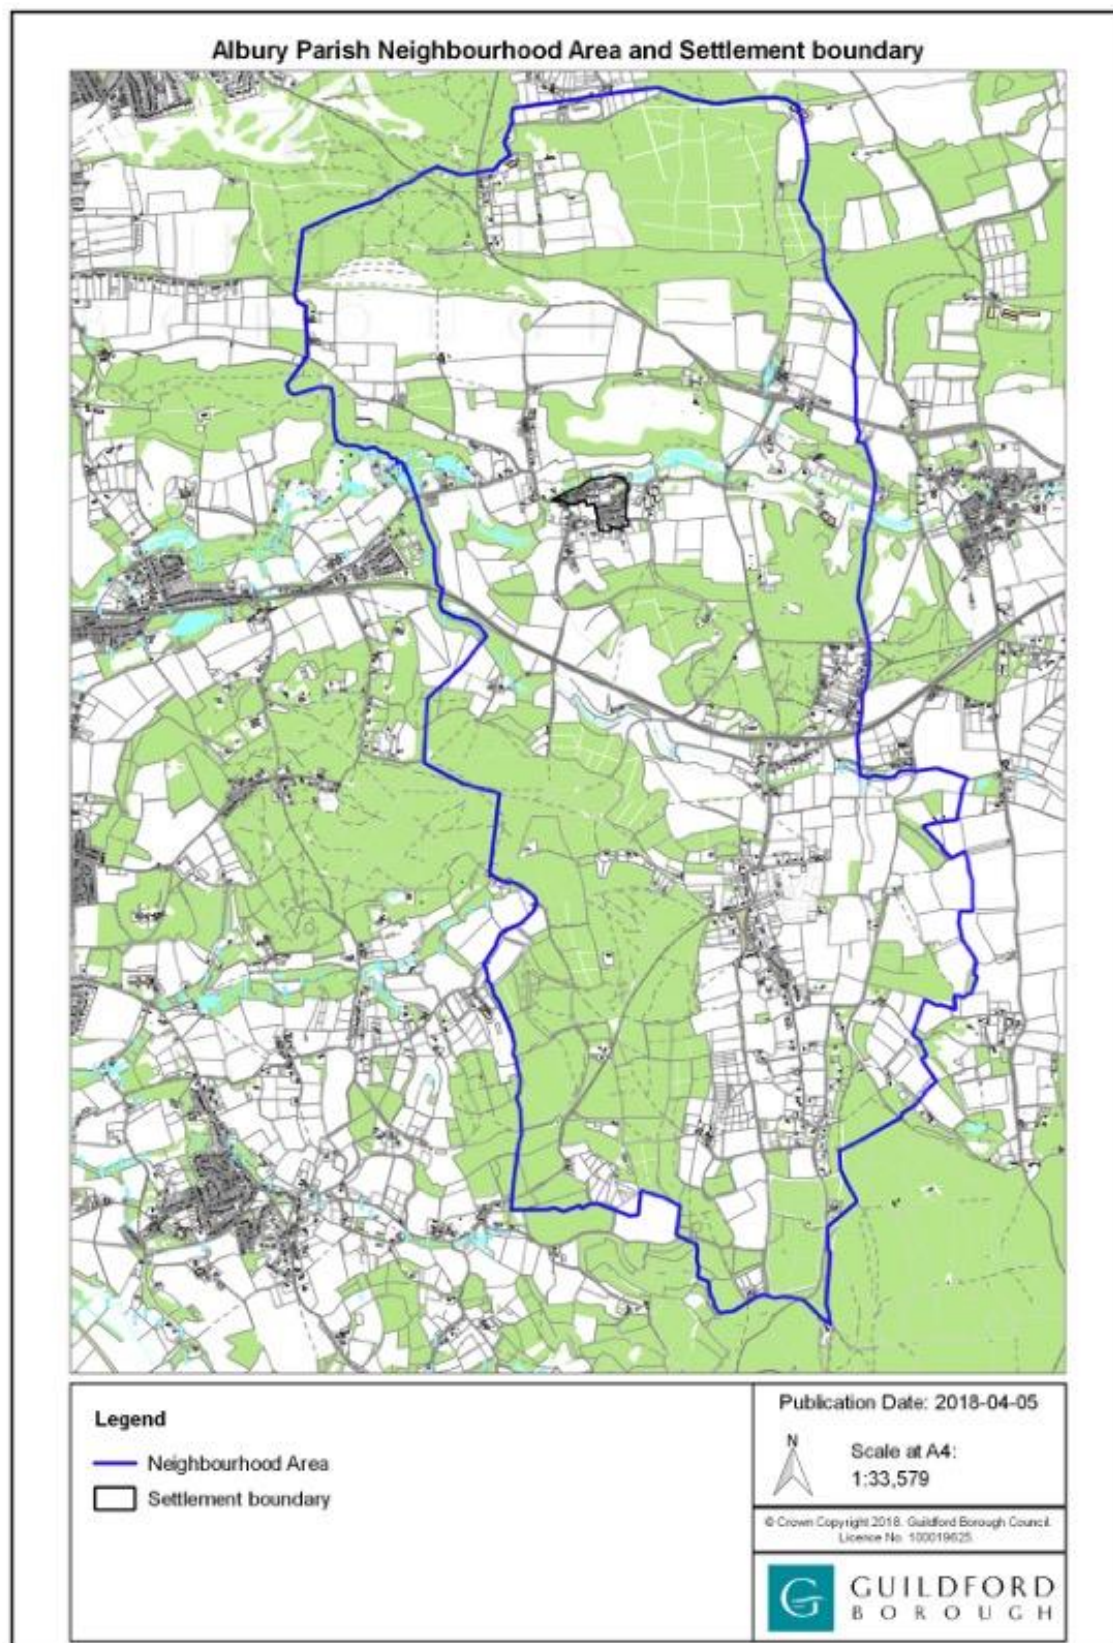 Albury Parish Neighbourhood Area and Settlement boundary
Legend
Neighbourhood Area
Settlement boundary
Publication Date: 2018-04-05
N
Scale at A4:
1:33,579
© Crown Copyright 2018. Guildford Borough Council.
Licence No. 100019625.
G
GUILDFORD
BOROUGH